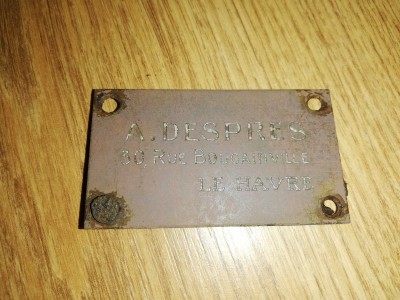 A. DESPRES
30, RUE BOUGAINVILLE
LE HAVRE